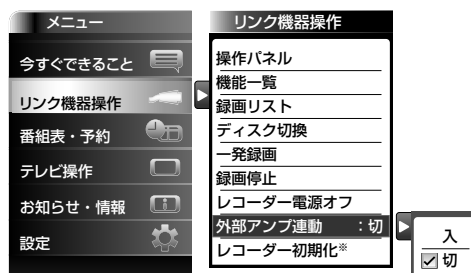 メニュー
今すぐできること
リンク機器操作
番組表・予約
テレビ操作
お知らせ・情報
設定
リンク機器操作
操作パネル
機能一覧
録画リスト
ディスク切換
一発録画
録画停止
レコーダー電源オフ
外部アンプ連動 ：切
レコーダー初期化※
入
切